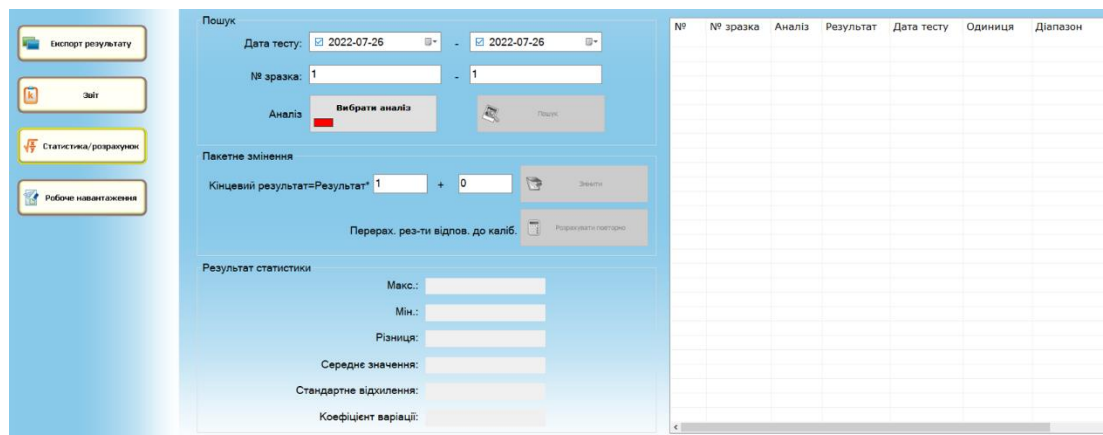 Експорт результату
Звіт
Статистика/розрахунок
Робоче навантаження
Пошук
Дата тесту: 2022-07-26 - 2022-07-26
№ зразка: 1 - 1
Аналіз Вибрати аналіз Пошук
Пакетне змінення
Кінцевий результат=Результат* 1 + 0 Змінити
Перерах. рез-ти відпов. до каліб. Розрахувати повторно
Результат статистики
Макс.:
Мін.:
Різниця:
Середнє значення:
Стандартне відхилення:
Коефіцієнт варіації:
№ № зразка Аналіз Результат Дата тесту Одиниця Діапазон